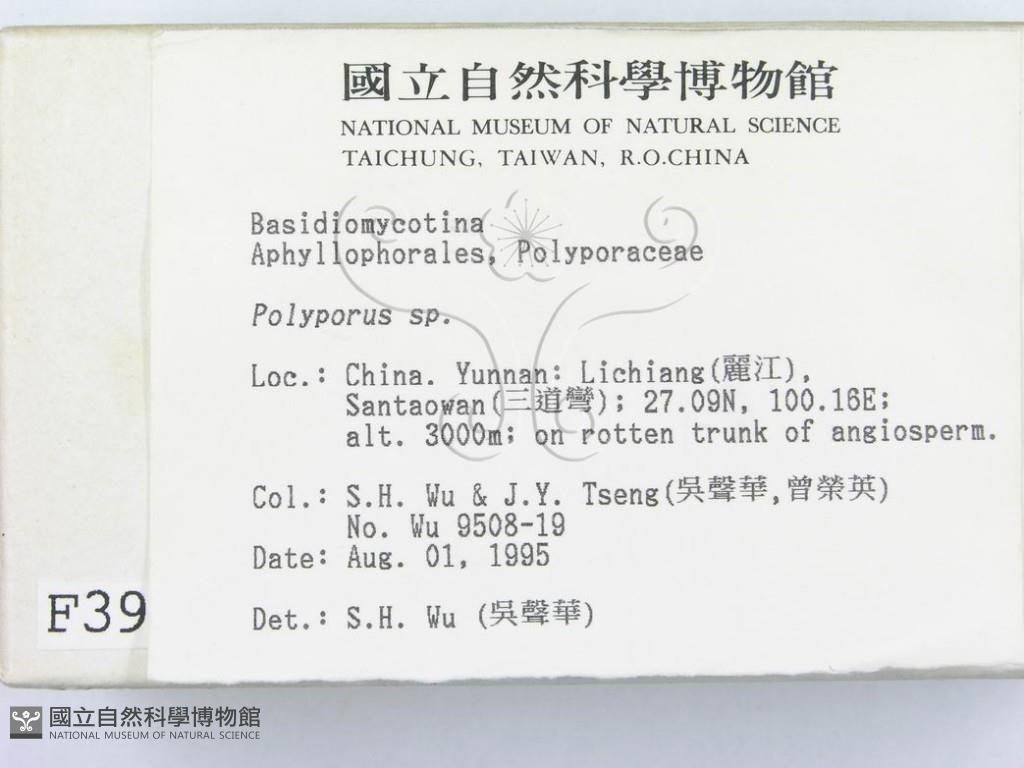 國立自然科學博物館
NATIONAL MUSEUM OF NATURAL SCIENCE
TAICHUNG, TAIWAN, R.O.CHINA
Basidiomycotina
Aphyllophorales, Polyporaceae
Polyporus sp.
Loc.: China. Yunnan: Lichiang(麗江),
Santaowan(三道彎); 27.09N, 100.16E;
alt. 3000m; on rotten trunk of angiosperm.
Col.: S.H. Wu & J.Y. Tseng(吳聲華,曾榮英)
No. Wu 9508-19
Date: Aug. 01, 1995
Det.: S.H. Wu (吳聲華)
F39
國立自然科學博物館
NATIONAL MUSEUM OF NATURAL SCIENCE